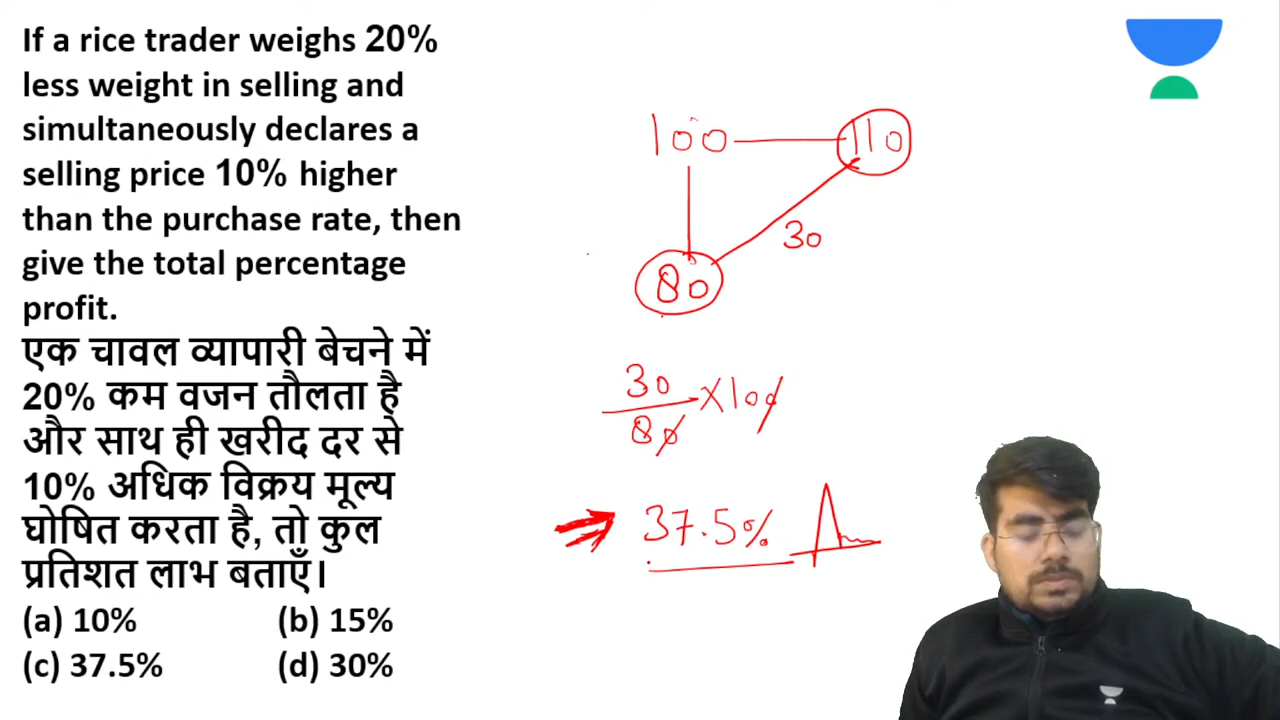 If a rice trader weighs 20%
less weight in selling and
simultaneously declares a
selling price 10% higher
than the purchase rate, then
give the total percentage
profit.
एक चावल व्यापारी बेचने में
20% कम वजन तौलता है
और साथ ही खरीद दर से
10% अधिक विक्रय मूल्य
घोषित करता है, तो कुल
प्रतिशत लाभ बताएँ।
(a) 10% (b) 15%
(c) 37.5% (d) 30%
100 110
30
80
30
80 ×100
37.5%